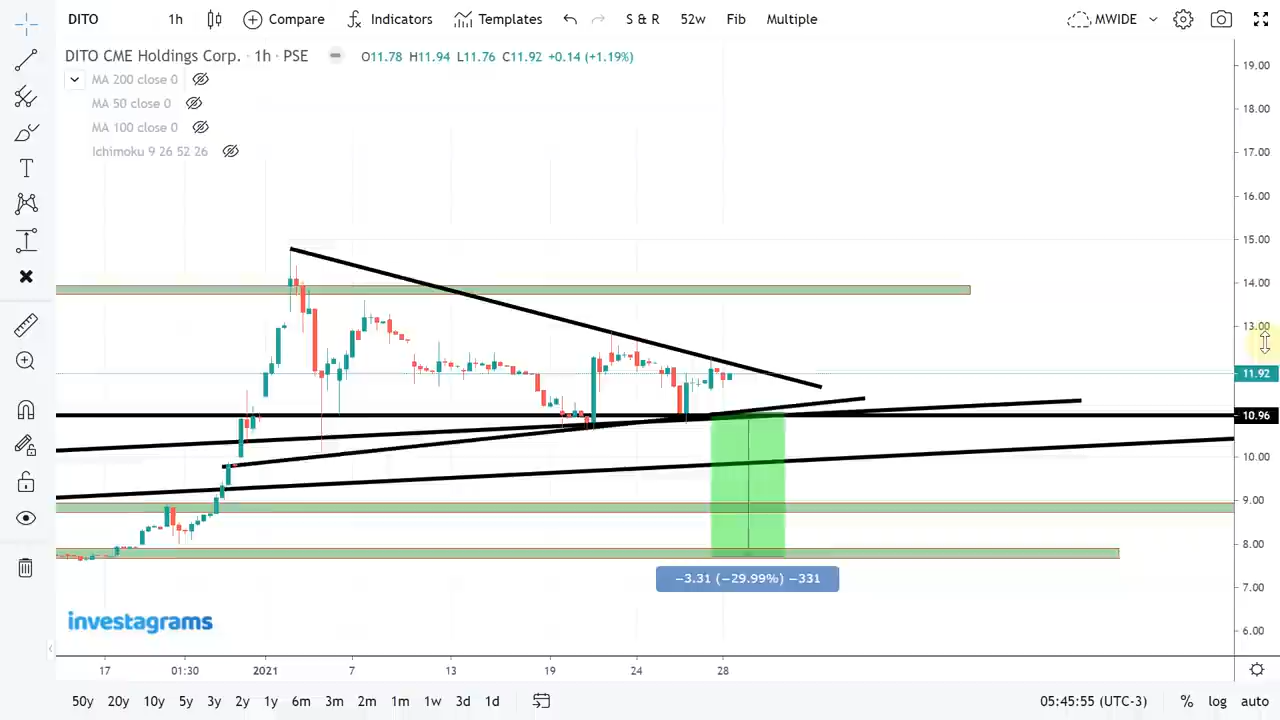 DITO 1h Compare Indicators Templates S & R 52w Fib Multiple MWIDE
DITO CME Holdings Corp. · 1h · PSE O11.78 H11.94 L11.76 C11.92 +0.14 (+1.19%)
MA 200 close 0
MA 50 close 0
MA 100 close 0
Ichimoku 9 26 52 26
19.00
18.00
17.00
16.00
15.00
14.00
13.00
11.92
10.96
10.00
9.00
8.00
7.00
6.00
−3.31 (−29.99%) −331
investagrams
17 01:30 2021 7 13 19 24 28
50y 20y 10y 5y 3y 2y 1y 6m 3m 2m 1m 1w 3d 1d 05:45:55 (UTC-3) % log auto